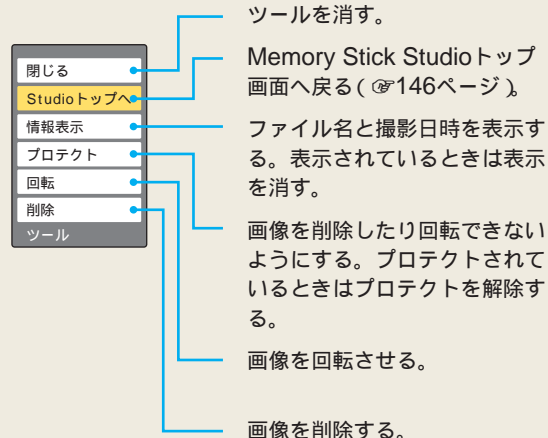 閉じる
Studioトップへ
情報表示
プロテクト
回転
削除
ツール
ツールを消す。
Memory Stick Studioトップ
画面へ戻る(☞146ページ)。
ファイル名と撮影日時を表示す
る。表示されているときは表示
を消す。
画像を削除したり回転できない
ようにする。プロテクトされて
いるときはプロテクトを解除す
る。
画像を回転させる。
画像を削除する。